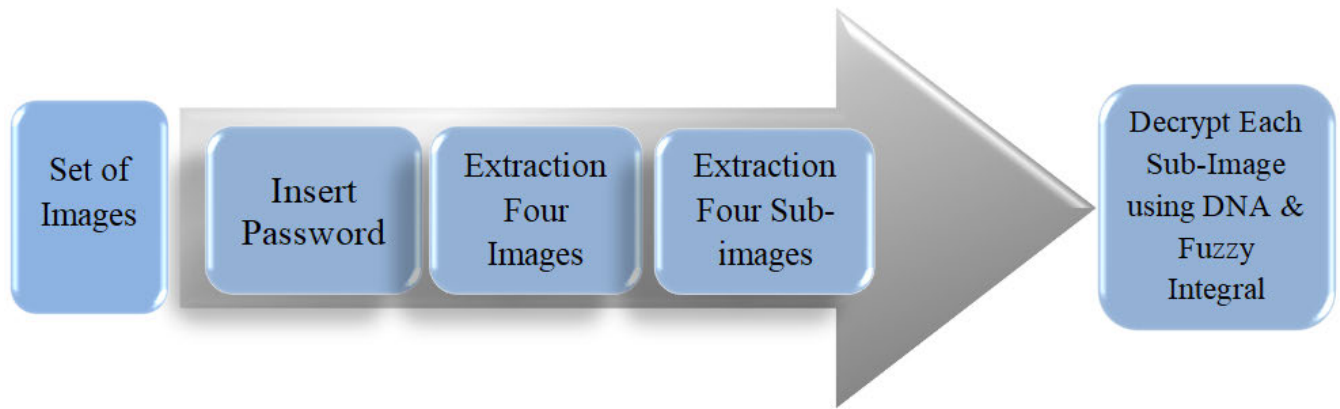 Set of
Images
Insert
Password
Extraction
Four
Images
Extraction
Four Sub-
images
Decrypt Each
Sub-Image
using DNA &
Fuzzy
Integral